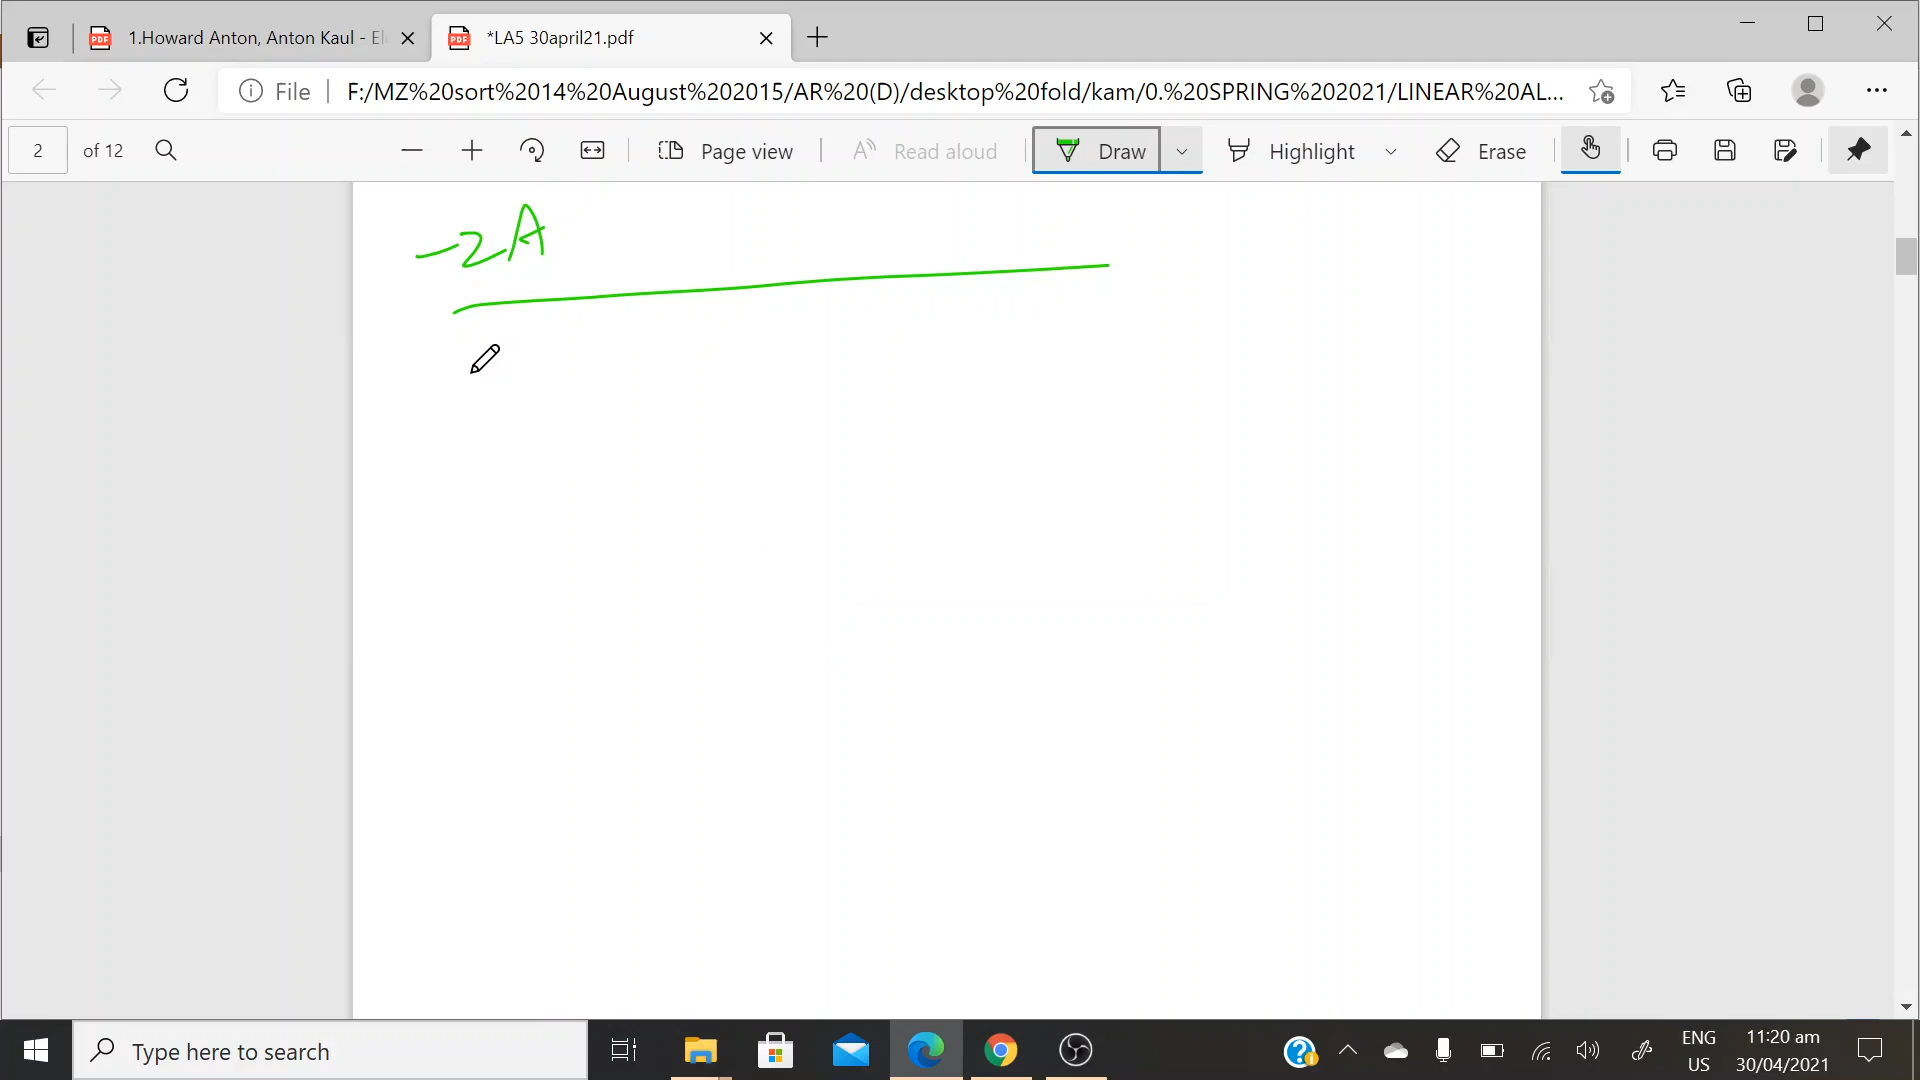 1.Howard Anton, Anton Kaul - El
*LA5 30april21.pdf
File
F:/MZ%20sort%2014%20August%202015/AR%20(D)/desktop%20fold/kam/0.%20SPRING%202021/LINEAR%20AL...
2 of 12
Page view
Read aloud
Draw
Highlight
Erase
-2A
Type here to search
ENG
US
11:20 am
30/04/2021